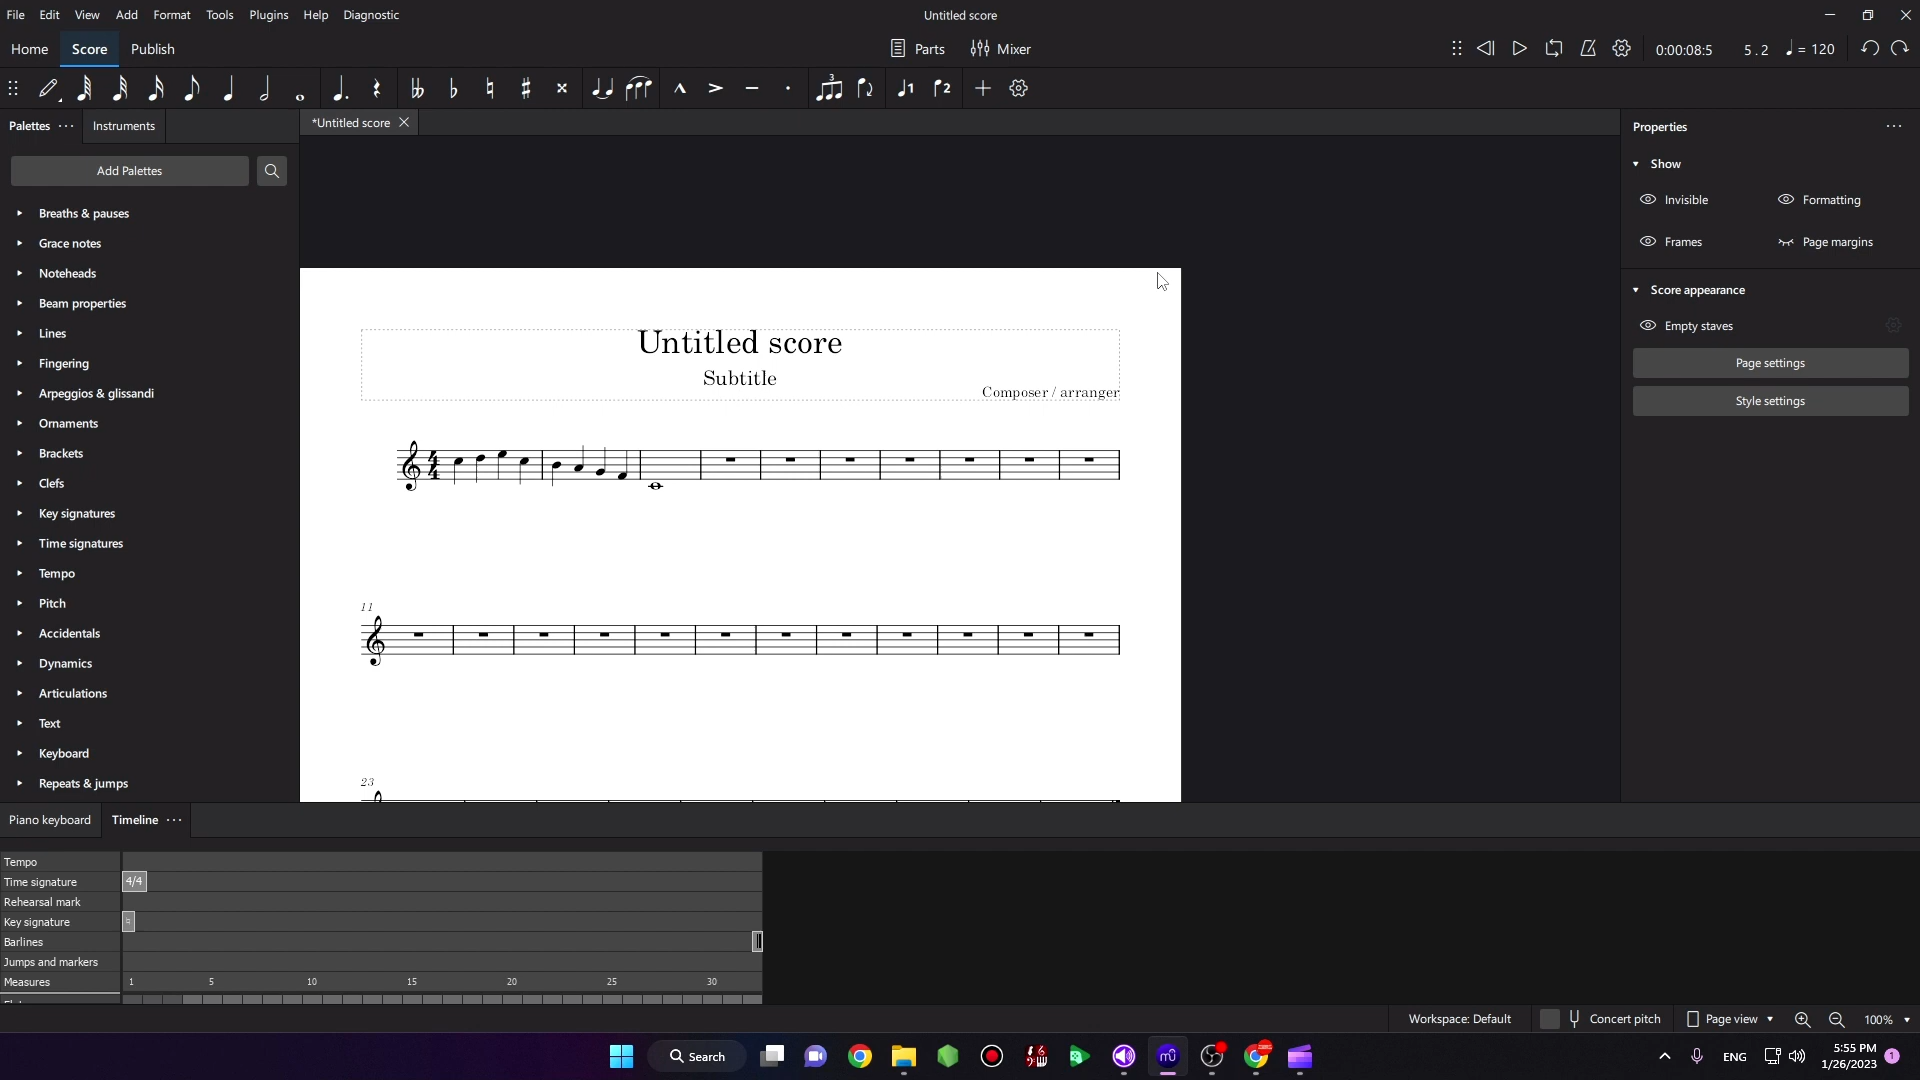 File Edit View Add Format Tools Plugins Help Diagnostic
Untitled score
Home Score Publish
Parts Mixer
0:00:08:5 5 . 2 = 120
3
1 2
Palettes Instruments
*Untitled score
Properties
Add Palettes
Show
Invisible Formatting
Frames Page margins
Score appearance
Empty staves
Page settings
Style settings
Breaths & pauses
Grace notes
Noteheads
Beam properties
Lines
Fingering
Arpeggios & glissandi
Ornaments
Brackets
Clefs
Key signatures
Time signatures
Tempo
Pitch
Accidentals
Dynamics
Articulations
Text
Keyboard
Repeats & jumps
Untitled score
Subtitle
Composer / arranger
4
4
11
23
Piano keyboard Timeline
Tempo
Time signature 4/4
Rehearsal mark
Key signature
Barlines
Jumps and markers
Measures 1 5 10 15 20 25 30
Workspace: Default Concert pitch Page view 100%
Search
ENG
5:55 PM
1/26/2023
1